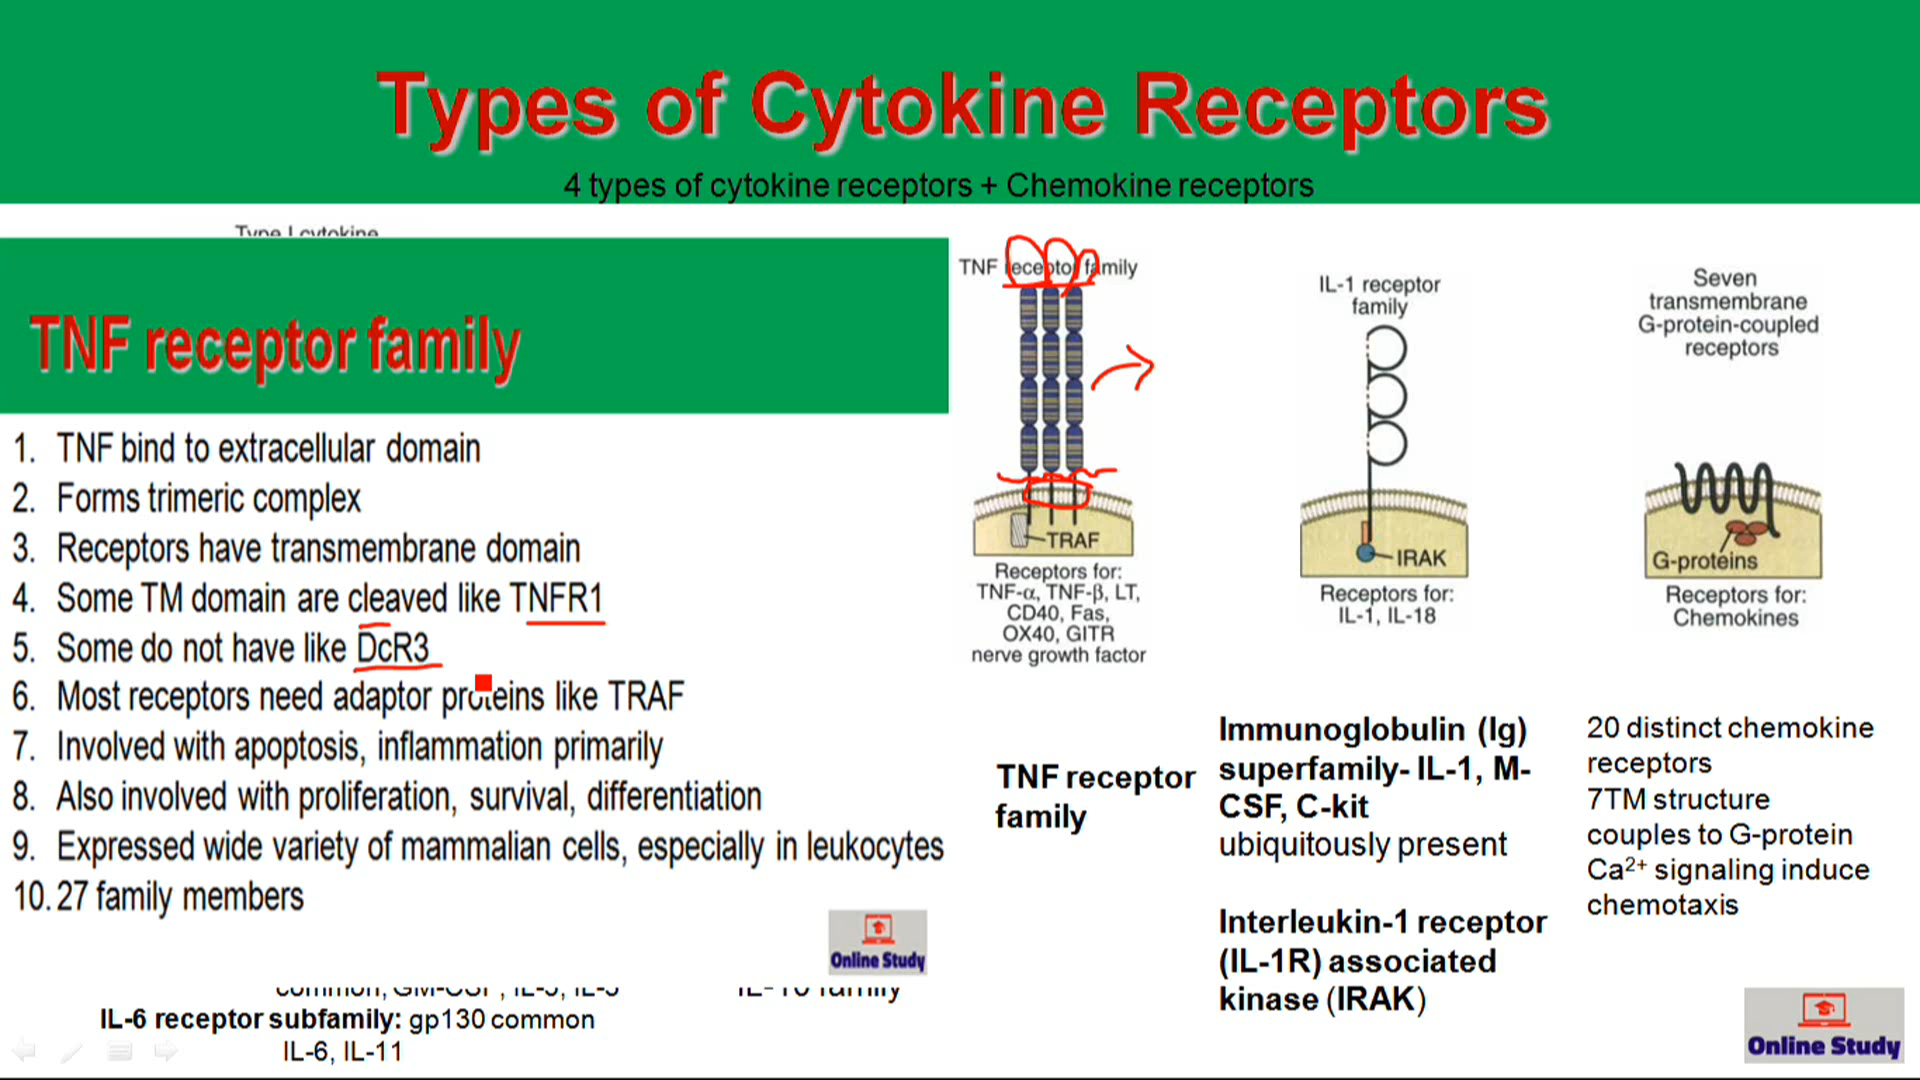 Types of Cytokine Receptors
4 types of cytokine receptors + Chemokine receptors
Type I cytokine
TNF receptor family
1. TNF bind to extracellular domain
2. Forms trimeric complex
3. Receptors have transmembrane domain
4. Some TM domain are cleaved like TNFR1
5. Some do not have like DcR3
6. Most receptors need adaptor proteins like TRAF
7. Involved with apoptosis, inflammation primarily
8. Also involved with proliferation, survival, differentiation
9. Expressed wide variety of mammalian cells, especially in leukocytes
10. 27 family members
Online Study
common, GM-CSF, IL-3, IL-5
IL-10 family
IL-6 receptor subfamily: gp130 common
IL-6, IL-11
TNF receptor family
TRAF
Receptors for:
TNF-α, TNF-β, LT,
CD40, Fas,
OX40, GITR
nerve growth factor
TNF receptor
family
IL-1 receptor
family
IRAK
Receptors for:
IL-1, IL-18
Immunoglobulin (Ig)
superfamily- IL-1, M-
CSF, C-kit
ubiquitously present
Interleukin-1 receptor
(IL-1R) associated
kinase (IRAK)
Seven
transmembrane
G-protein-coupled
receptors
G-proteins
Receptors for:
Chemokines
20 distinct chemokine
receptors
7TM structure
couples to G-protein
Ca²⁺ signaling induce
chemotaxis
Online Study